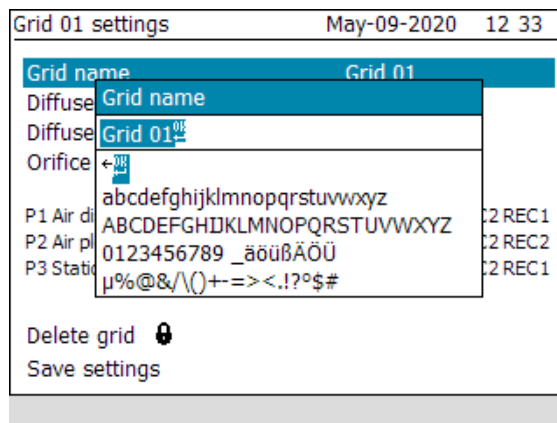 Grid 01 settings May-09-2020 12 33
Grid name Grid 01
Grid name
Diffuse
Diffuse Grid 01
Orifice ←
abcdefghijklmnopqrstuvwxyz
P1 Air di ABCDEFGHIJKLMNOPQRSTUVWXYZ C2 REC1
P2 Air pl 0123456789 _äöüßÄÖÜ C2 REC2
P3 Static µ%@&/\()+-=><.!?°$# C2 REC1
Delete grid
Save settings